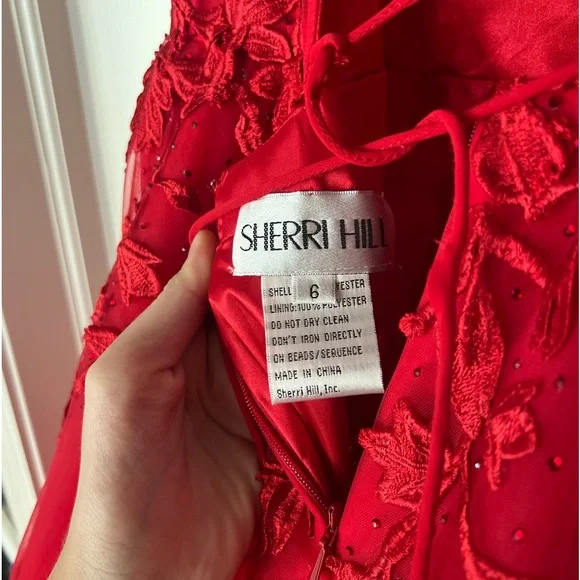 SHERRI HILL
SHELL YESTER
6
LINING:100% POLYESTER
DO NOT DRY CLEAN
DON'T IRON DIRECTLY
ON BEADS/SEQUENCE
MADE IN CHINA
Sherri Hill, Inc.